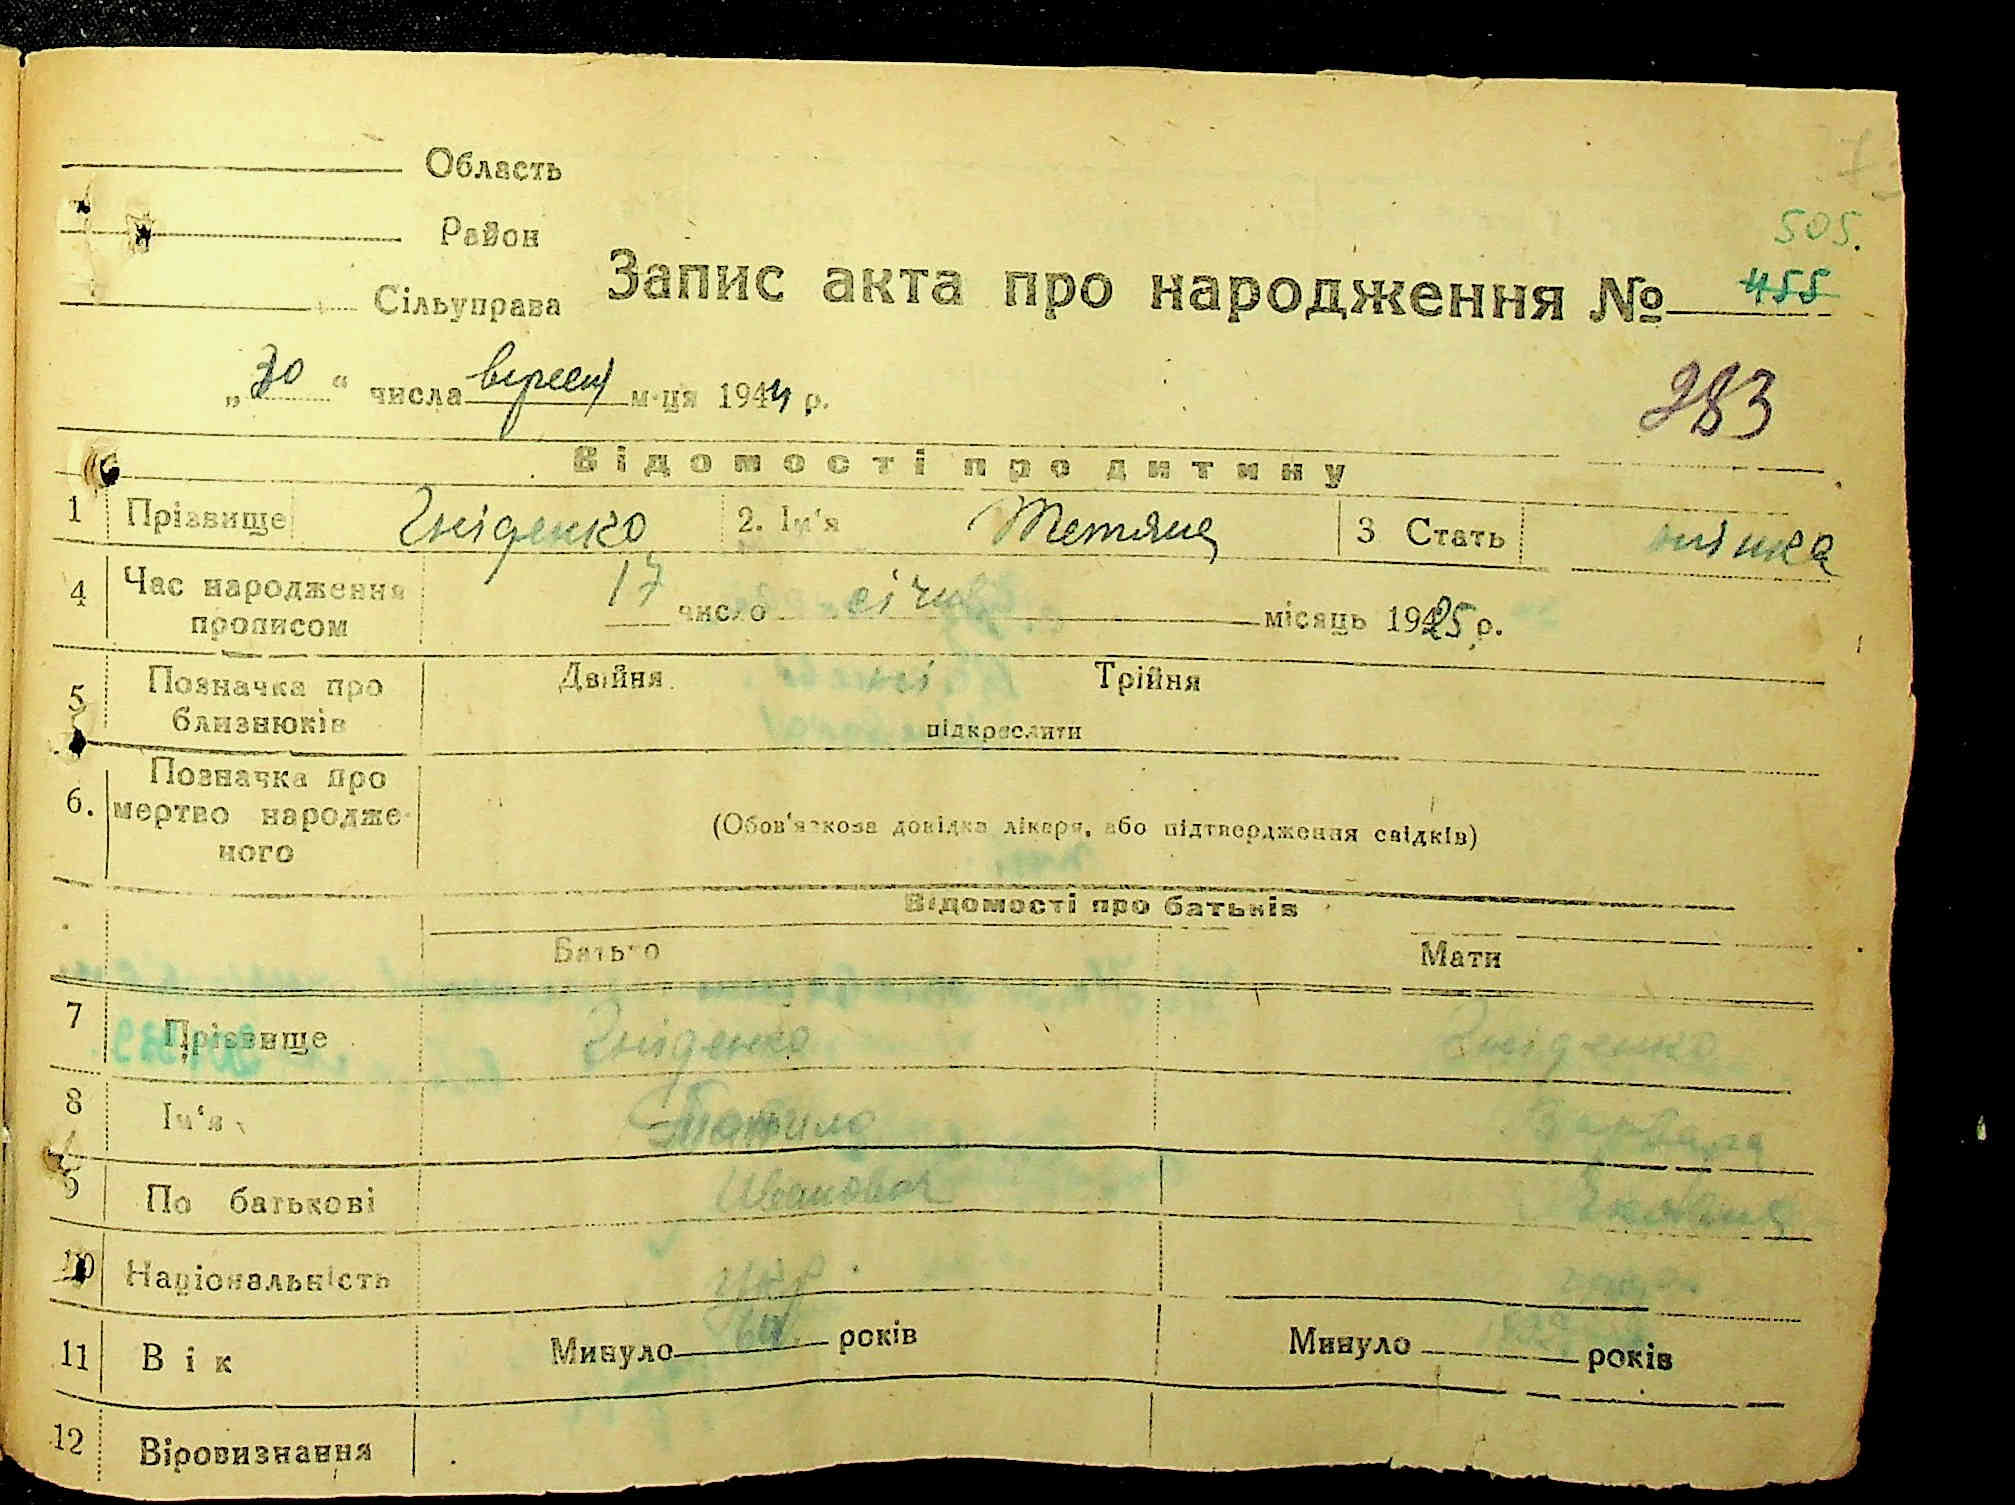 Область
Район
505.
Сільуправа
Запис акта про народження № 455
„30“ числа вересн м-ця 1944 р.
283
Відомості про дитину
1 Прізвище Гніденко 2. Ім'я Тетяна 3 Стать жінка
4 Час народження прописом 17 число січня місяць 1925 р.
5 Позначка про близнюків Двійня Трійня
підкреслити
6. Позначка про мертво народженого
(Обов'язкова довідка лікаря, або підтвердження свідків)
Відомості про батьків
Батько Мати
7 Прізвище Гніденко Гніденко
8 Ім'я Варвара
9 По батькові Іванович
10 Національність укр
11 Вік Минуло 60 років Минуло років
12 Віровизнання